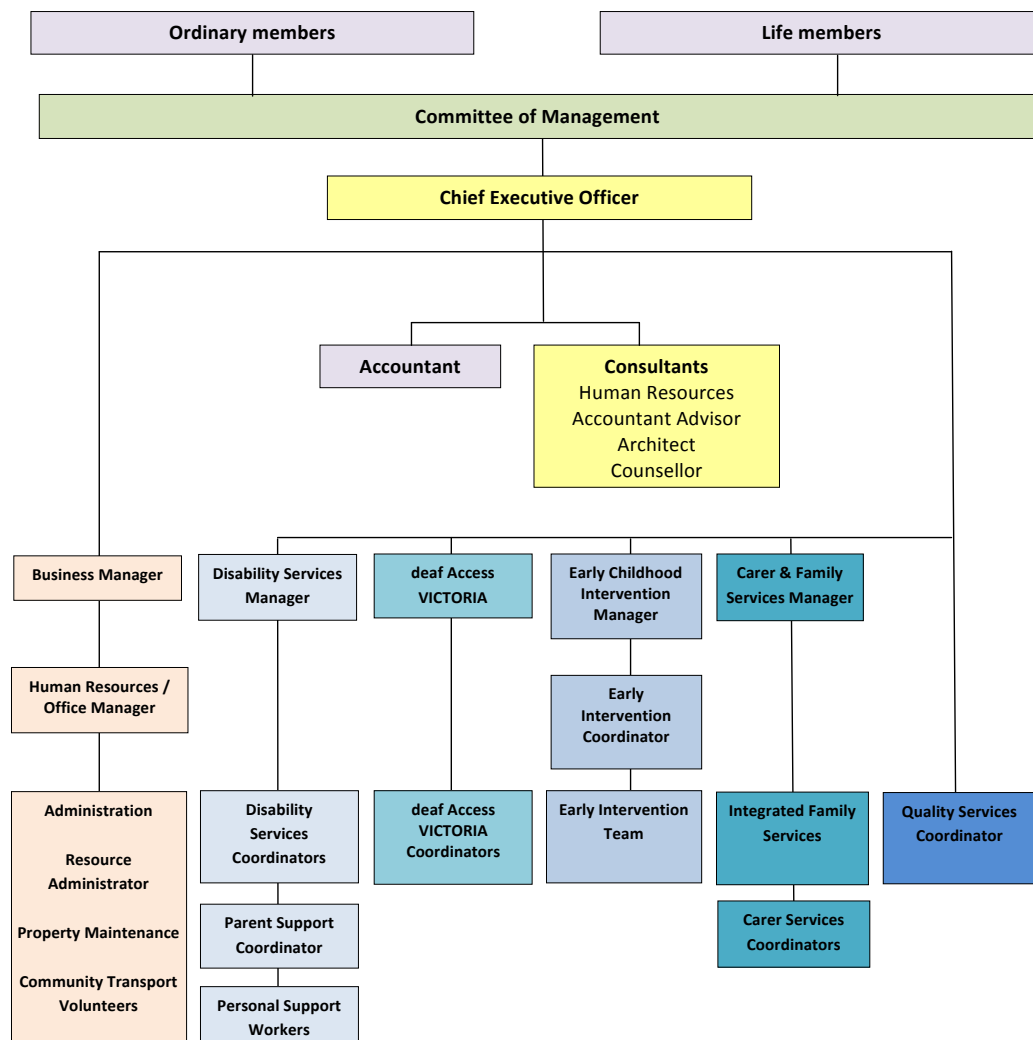 Ordinary members
Life members
Committee of Management
Chief Executive Officer
Accountant
Consultants
Human Resources
Accountant Advisor
Architect
Counsellor
Business Manager
Disability Services
Manager
deaf Access
VICTORIA
Early Childhood
Intervention
Manager
Carer & Family
Services Manager
Human Resources /
Office Manager
Early
Intervention
Coordinator
Administration
Resource
Administrator
Property Maintenance
Community Transport
Volunteers
Disability
Services
Coordinators
deaf Access
VICTORIA
Coordinators
Early Intervention
Team
Integrated Family
Services
Quality Services
Coordinator
Parent Support
Coordinator
Carer Services
Coordinators
Personal Support
Workers